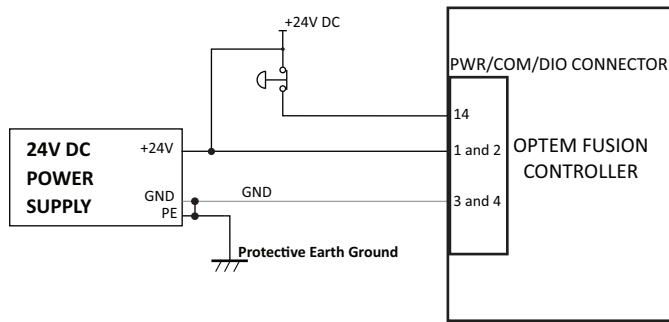 +24V DC
PWR/COM/DIO CONNECTOR
14
24V DC
POWER
SUPPLY
+24V
1 and 2
OPTEM FUSION
CONTROLLER
GND
GND
3 and 4
PE
Protective Earth Ground